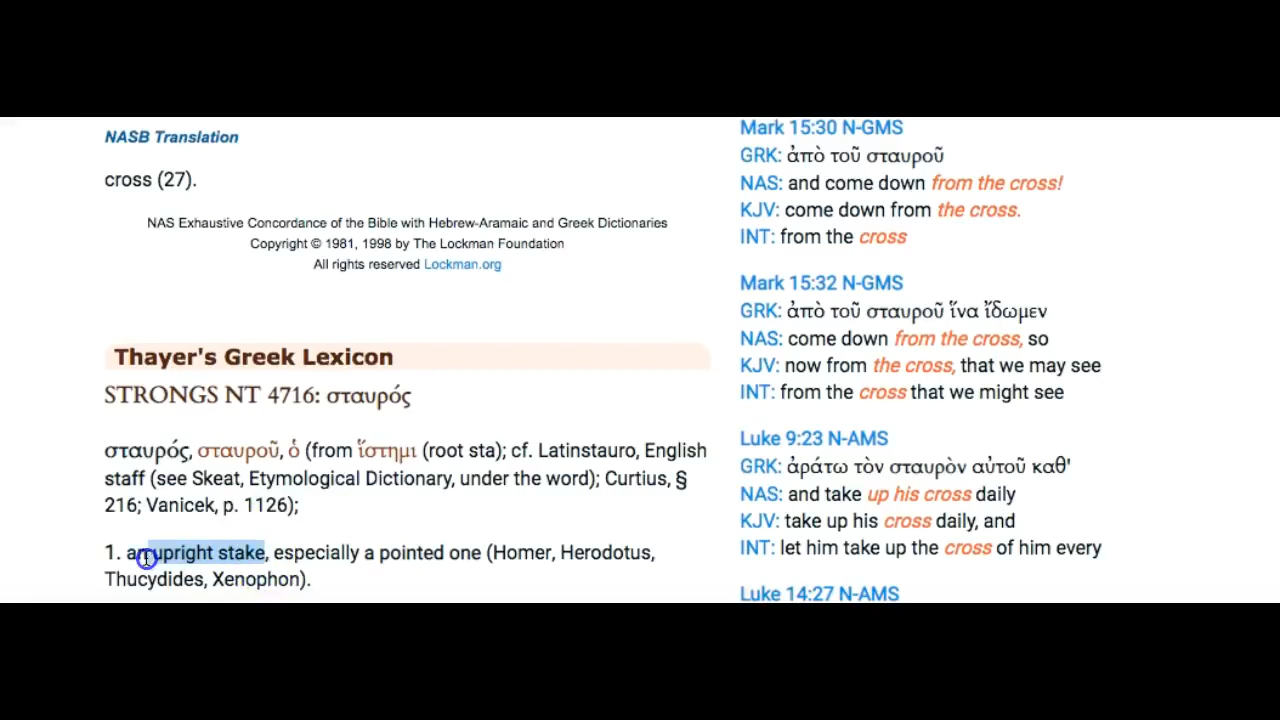 NASB Translation
cross (27).
NAS Exhaustive Concordance of the Bible with Hebrew-Aramaic and Greek Dictionaries
Copyright © 1981, 1998 by The Lockman Foundation
All rights reserved Lockman.org
Thayer's Greek Lexicon
STRONGS NT 4716: σταυρός
σταυρός, σταυροῦ, ὁ (from ἵστημι (root sta); cf. Latinstauro, English
staff (see Skeat, Etymological Dictionary, under the word); Curtius, §
216; Vanicek, p. 1126);
1. an upright stake, especially a pointed one (Homer, Herodotus,
Thucydides, Xenophon).
Mark 15:30 N-GMS
GRK: ἀπὸ τοῦ σταυροῦ
NAS: and come down from the cross!
KJV: come down from the cross.
INT: from the cross
Mark 15:32 N-GMS
GRK: ἀπὸ τοῦ σταυροῦ ἵνα ἴδωμεν
NAS: come down from the cross, so
KJV: now from the cross, that we may see
INT: from the cross that we might see
Luke 9:23 N-AMS
GRK: ἀράτω τὸν σταυρὸν αὐτοῦ καθ'
NAS: and take up his cross daily
KJV: take up his cross daily, and
INT: let him take up the cross of him every
Luke 14:27 N-AMS